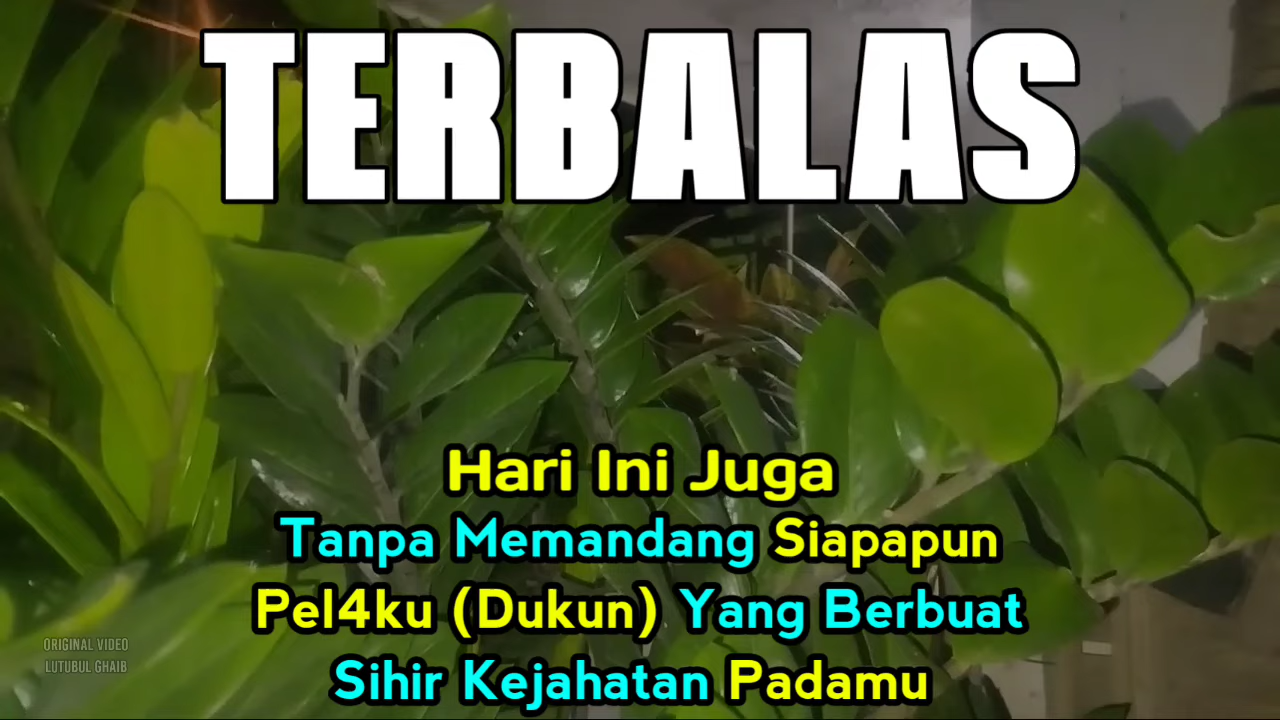 TERBALAS
Hari Ini Juga
Tanpa Memandang Siapapun
Pel4ku (Dukun) Yang Berbuat
Sihir Kejahatan Padamu
ORIGINAL VIDEO
LUTUBUL GHAIB